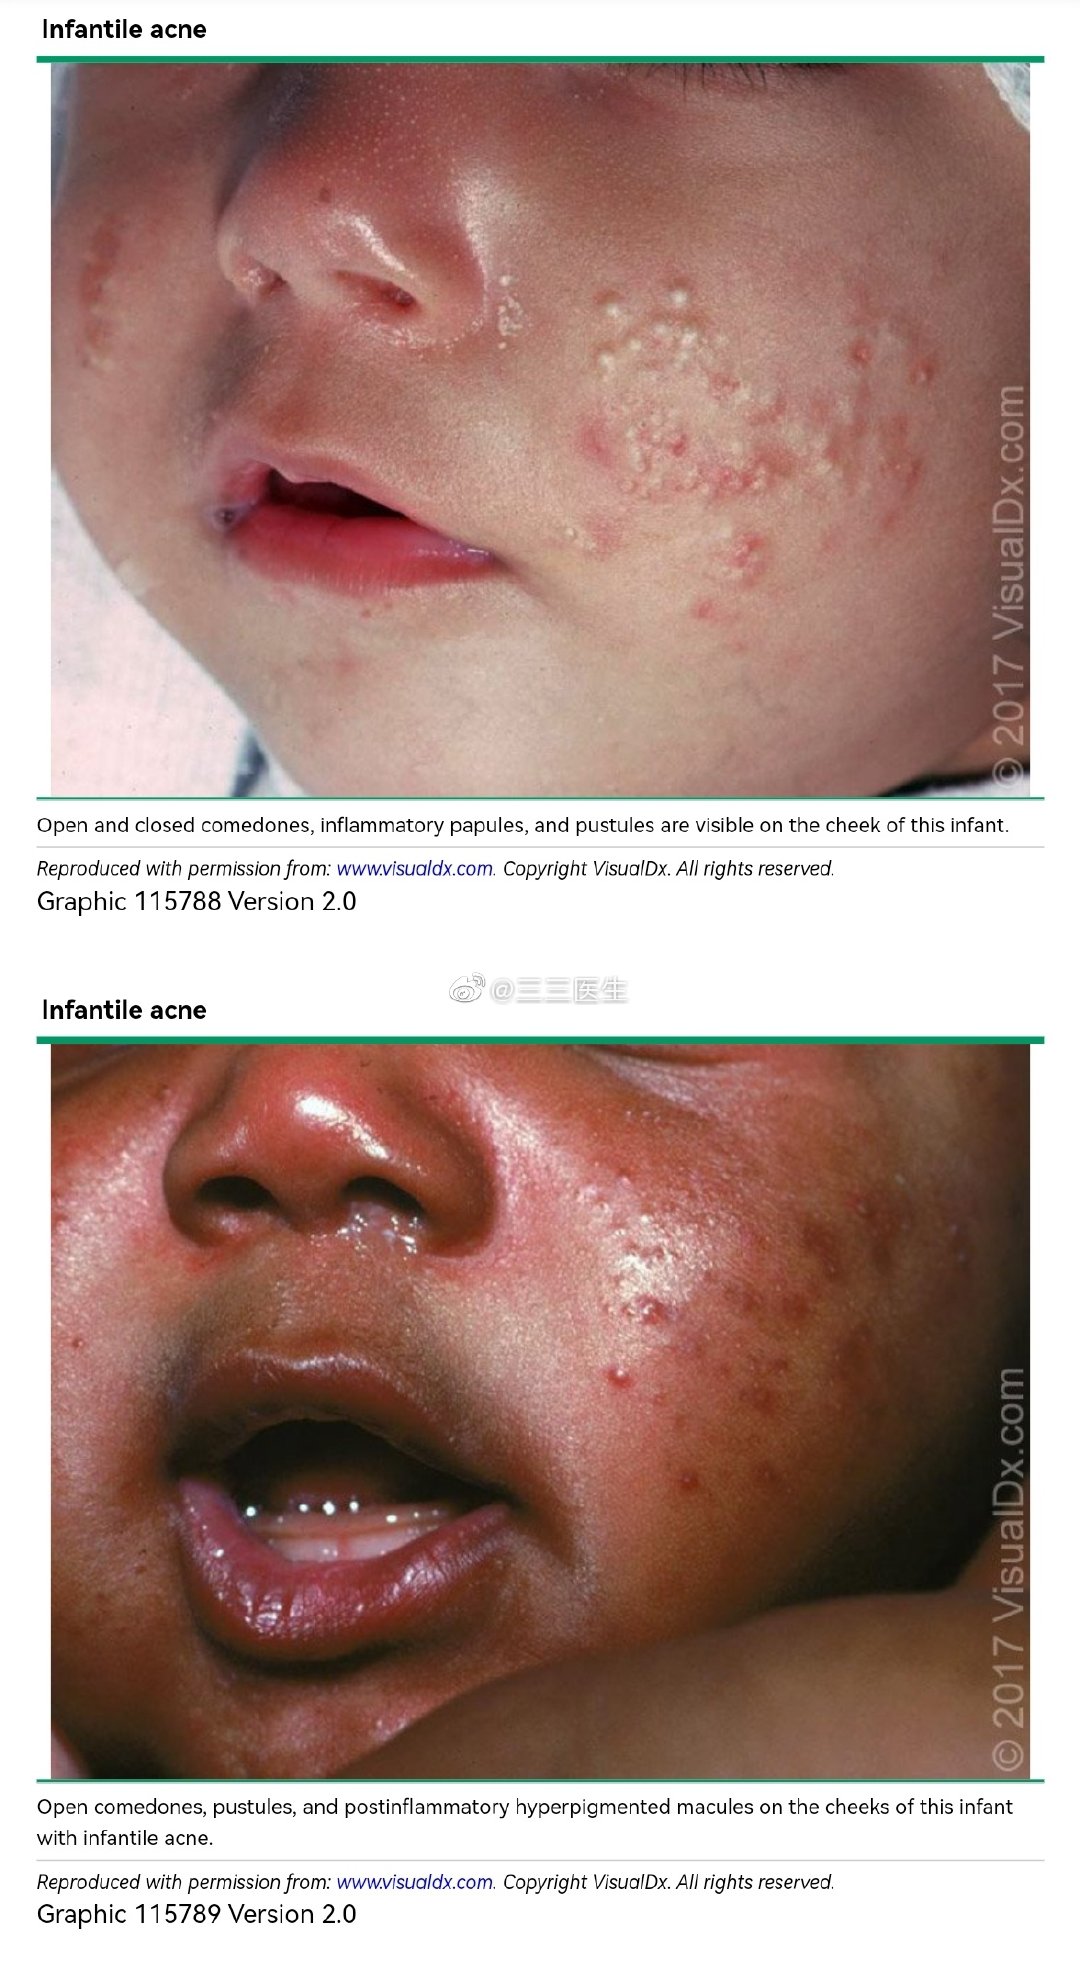 Infantile acne
© 2017 VisualDx.com
Open and closed comedones, inflammatory papules, and pustules are visible on the cheek of this infant.
Reproduced with permission from: www.visualdx.com. Copyright VisualDx. All rights reserved.
Graphic 115788 Version 2.0
@三三医生
Infantile acne
© 2017 VisualDx.com
Open comedones, pustules, and postinflammatory hyperpigmented macules on the cheeks of this infant
with infantile acne.
Reproduced with permission from: www.visualdx.com. Copyright VisualDx. All rights reserved.
Graphic 115789 Version 2.0